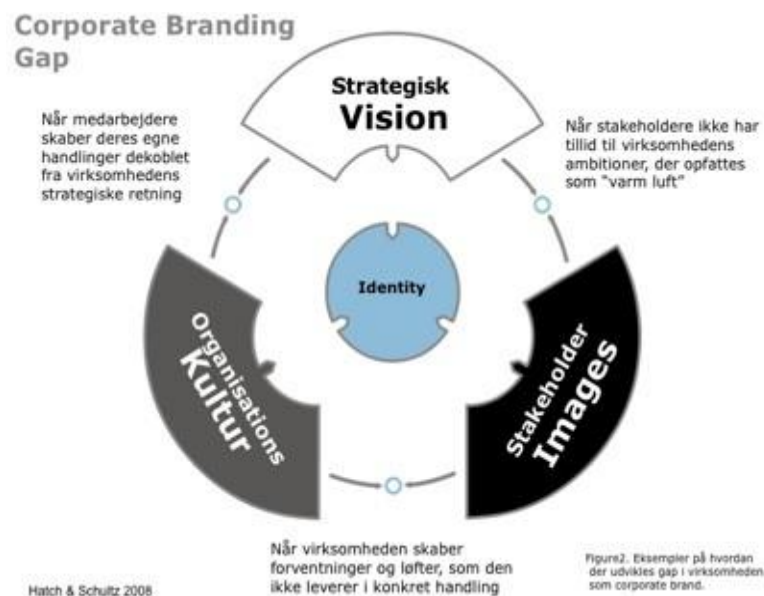 Corporate Branding
Gap
Strategisk
Vision
Når medarbejdere
skaber deres egne
handlinger dekoblet
fra virksomhedens
strategiske retning
Når stakeholdere ikke har
tillid til virksomhedens
ambitioner, der opfattes
som "varm luft"
Identity
Organisations
Kultur
Stakeholder
Images
Når virksomheden skaber
forventninger og løfter, som den
ikke leverer i konkret handling
Figure2. Eksempler på hvordan
der udvikles gap i virksomheden
som corporate brand.
Hatch & Schultz 2008